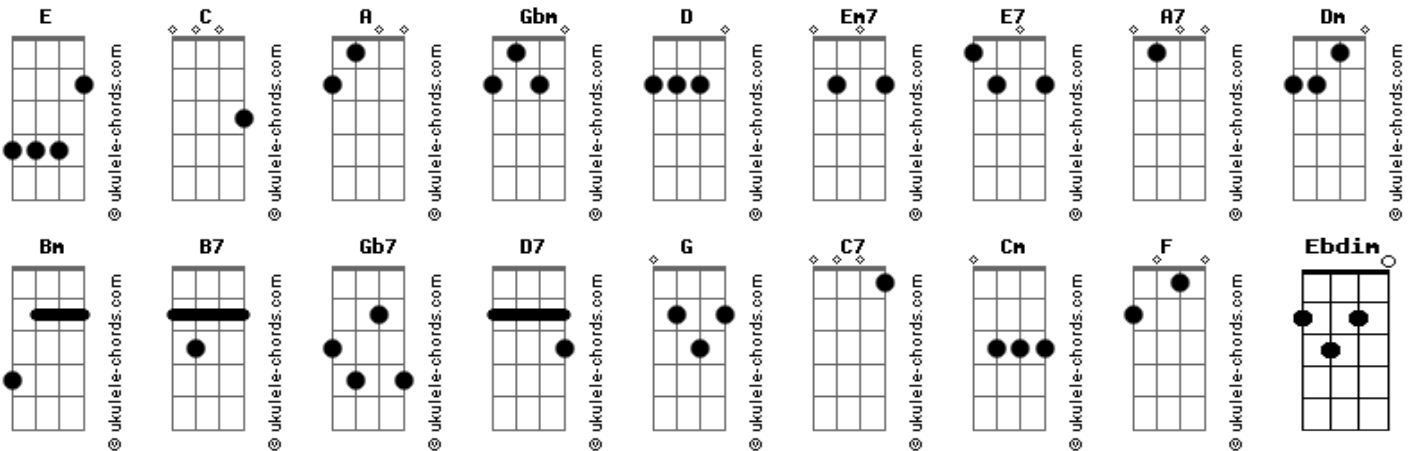 E C A Gbm D Em7 E7 A7 Dm
© ukulele-chords.com © ukulele-chords.com © ukulele-chords.com © ukulele-chords.com © ukulele-chords.com © ukulele-chords.com © ukulele-chords.com © ukulele-chords.com © ukulele-chords.com
Bm B7 Gb7 D7 G C7 Cm F Ebdim
© ukulele-chords.com © ukulele-chords.com © ukulele-chords.com © ukulele-chords.com © ukulele-chords.com © ukulele-chords.com © ukulele-chords.com © ukulele-chords.com